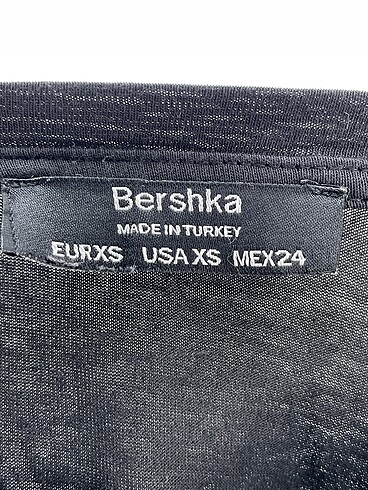 Bershka
MADE IN TURKEY
EURXS USA XS MEX24